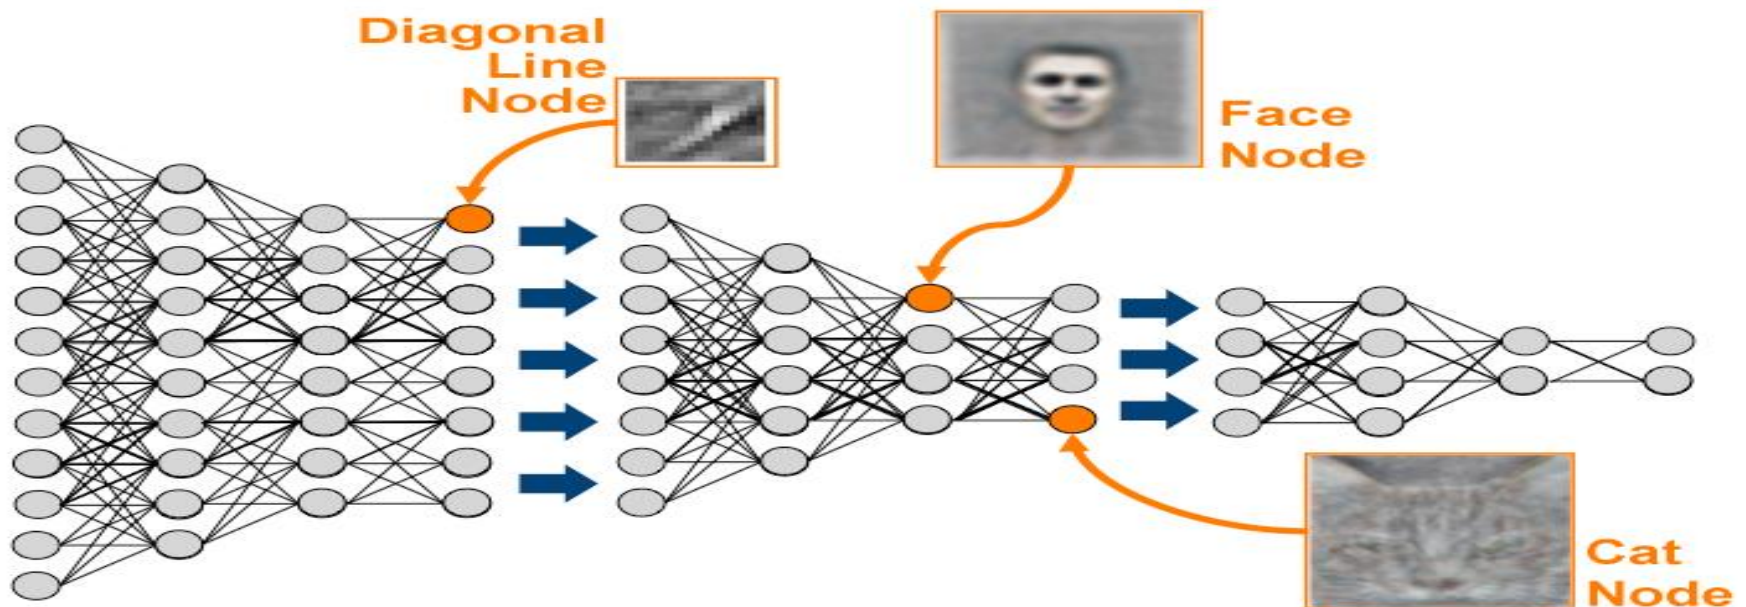 Diagonal
Line
Node
Face
Node
Cat
Node